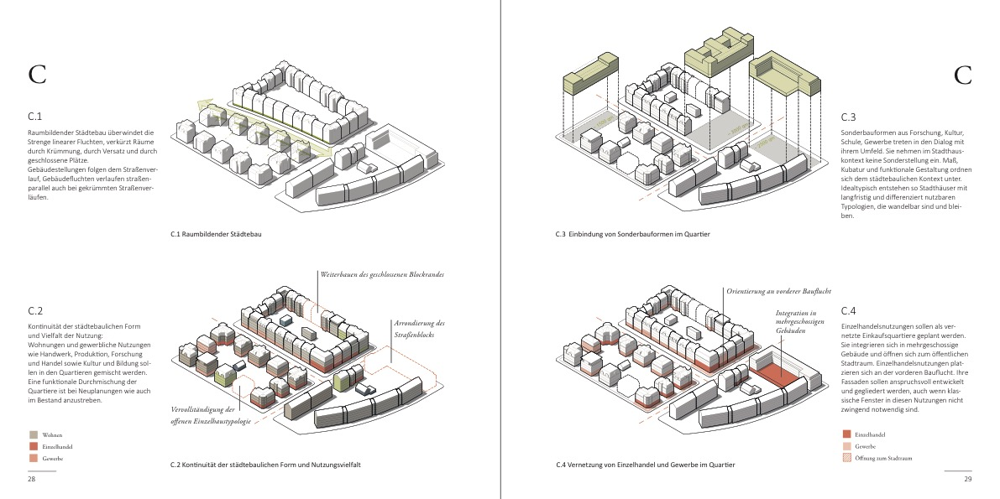 C
C.1
Raumbildender Städtebau überwindet die
Strenge linearer Fluchten, verkürzt Räume
durch Krümmung, durch Versatz und durch
geschlossene Plätze.
Gebäudestellungen folgen dem Straßenver-
lauf, Gebäudefluchten verlaufen straßen-
parallel auch bei gekrümmten Straßenver-
läufen.
C.1 Raumbildender Städtebau
C.2
Kontinuität der städtebaulichen Form
und Vielfalt der Nutzung:
Wohnungen und gewerbliche Nutzungen
wie Handwerk, Produktion, Forschung
und Handel sowie Kultur und Bildung sol-
len in den Quartieren gemischt werden.
Eine funktionale Durchmischung der
Quartiere ist bei Neuplanungen wie auch
im Bestand anzustreben.
Weiterbauen des geschlossenen Blockrandes
Arrondierung des
Straßenblocks
Vervollständigung der
offenen Einzelhaustypologie
Wohnen
Einzelhandel
Gewerbe
C.2 Kontinuität der städtebaulichen Form und Nutzungsvielfalt
28
C
C.3
Sonderbauformen aus Forschung, Kultur,
Schule, Gewerbe treten in den Dialog mit
ihrem Umfeld. Sie nehmen im Stadthaus-
kontext keine Sonderstellung ein. Maß,
Kubatur und funktionale Gestaltung ordnen
sich dem städtebaulichen Kontext unter.
Idealtypisch entstehen so Stadthäuser mit
langfristig und differenziert nutzbaren
Typologien, die wandelbar sind und blei-
ben.
C.3 Einbindung von Sonderbauformen im Quartier
Orientierung an vorderer Bauflucht
Integration in
mehrgeschossigen
Gebäuden
C.4
Einzelhandelsnutzungen sollen als ver-
netzte Einkaufsquartiere geplant werden.
Sie integrieren sich in mehrgeschossige
Gebäude und öffnen sich zum öffentlichen
Stadtraum. Einzelhandelsnutzungen plat-
zieren sich an der vorderen Bauflucht. Ihre
Fassaden sollen anspruchsvoll entwickelt
und gegliedert werden, auch wenn klas-
sische Fenster in diesen Nutzungen nicht
zwingend notwendig sind.
Einzelhandel
Gewerbe
Öffnung zum Stadtraum
C.4 Vernetzung von Einzelhandel und Gewerbe im Quartier
29